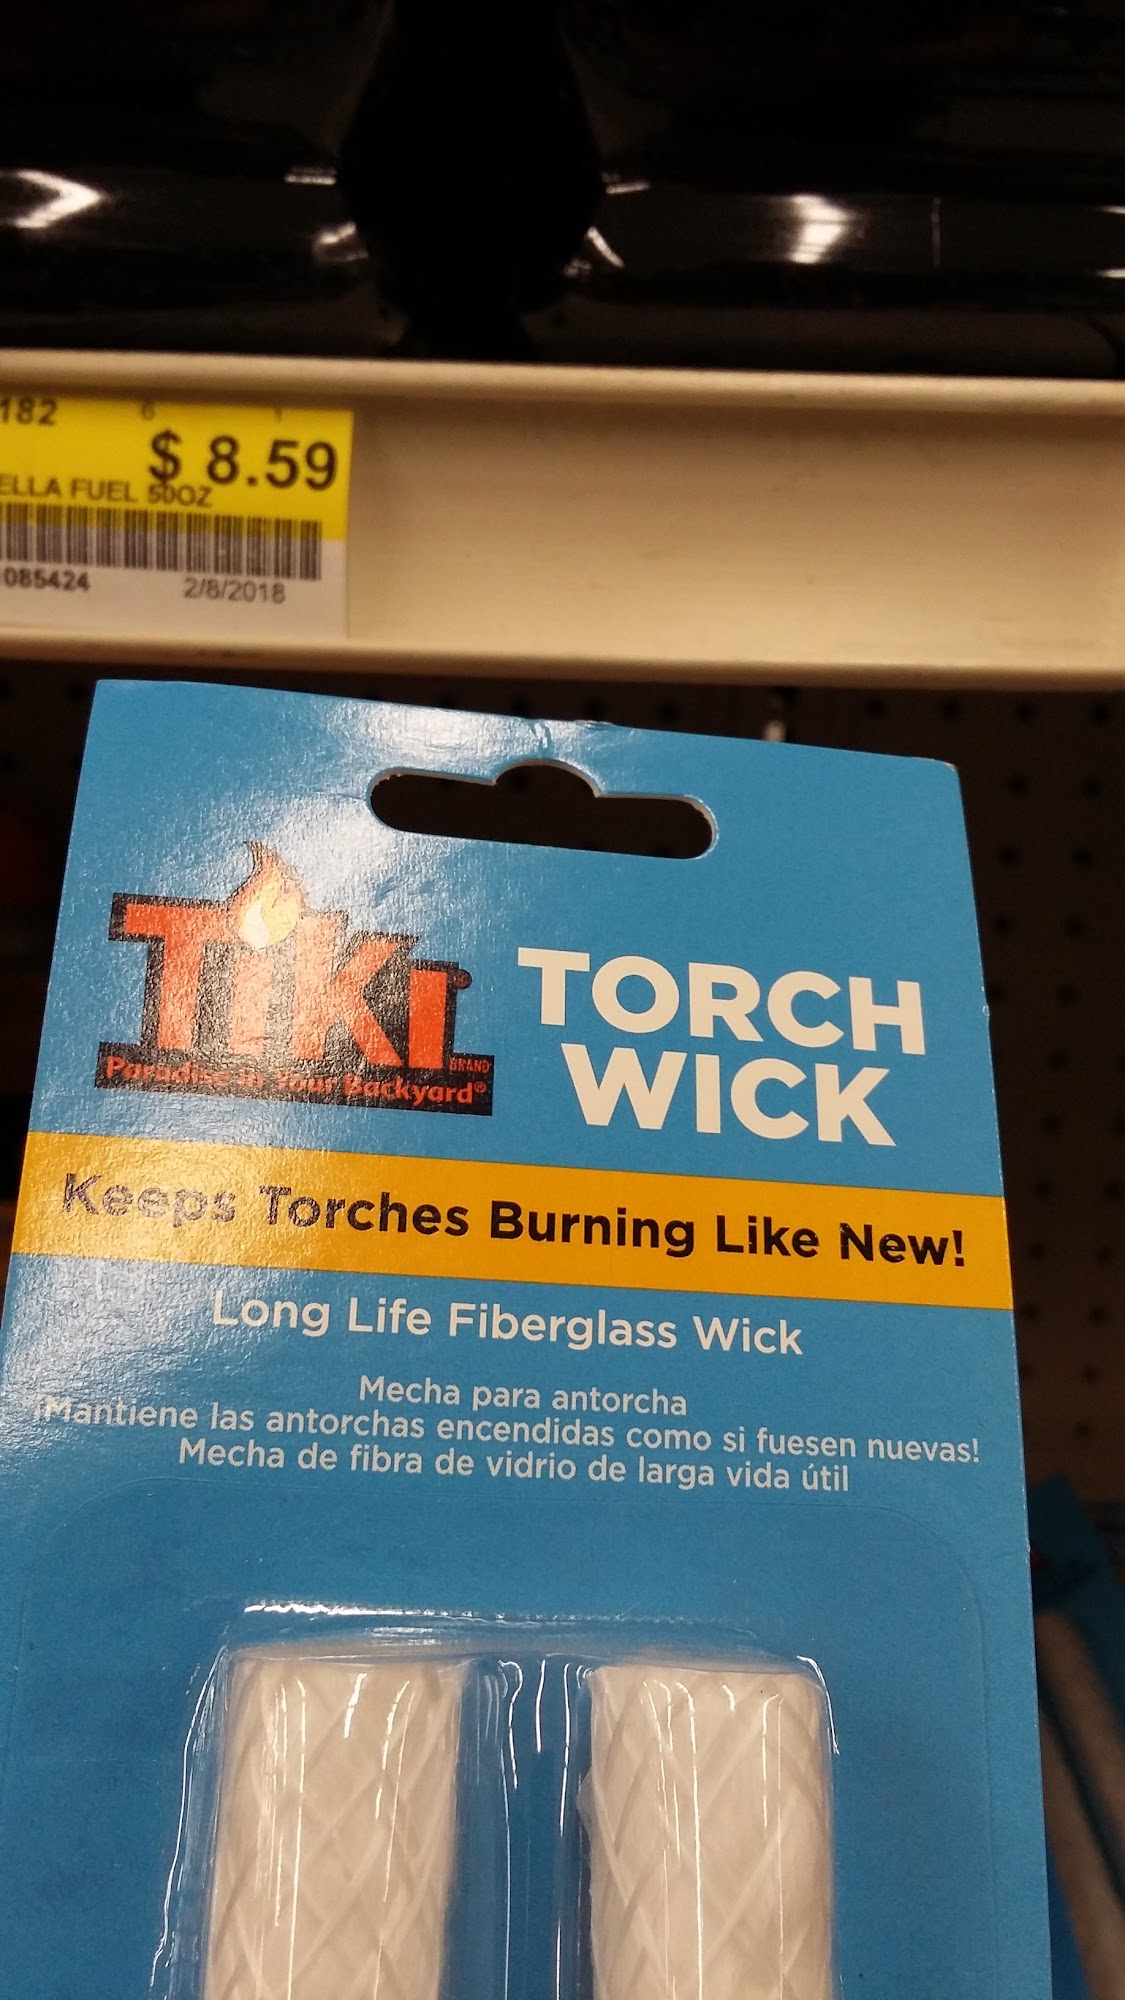 182 6 1
$ 8.59
ELLA FUEL 50OZ
085424 2/8/2018
TiKi
BRAND
Paradise in Your Backyard®
TORCH
WICK
Keeps Torches Burning Like New!
Long Life Fiberglass Wick
Mecha para antorcha
¡Mantiene las antorchas encendidas como si fuesen nuevas!
Mecha de fibra de vidrio de larga vida útil